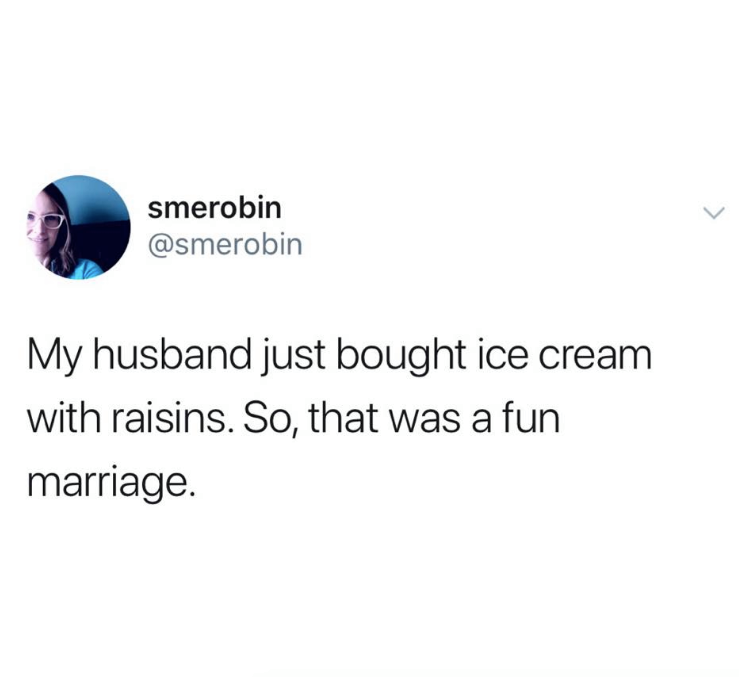 smerobin
@smerobin
My husband just bought ice cream
with raisins. So, that was a fun
marriage.